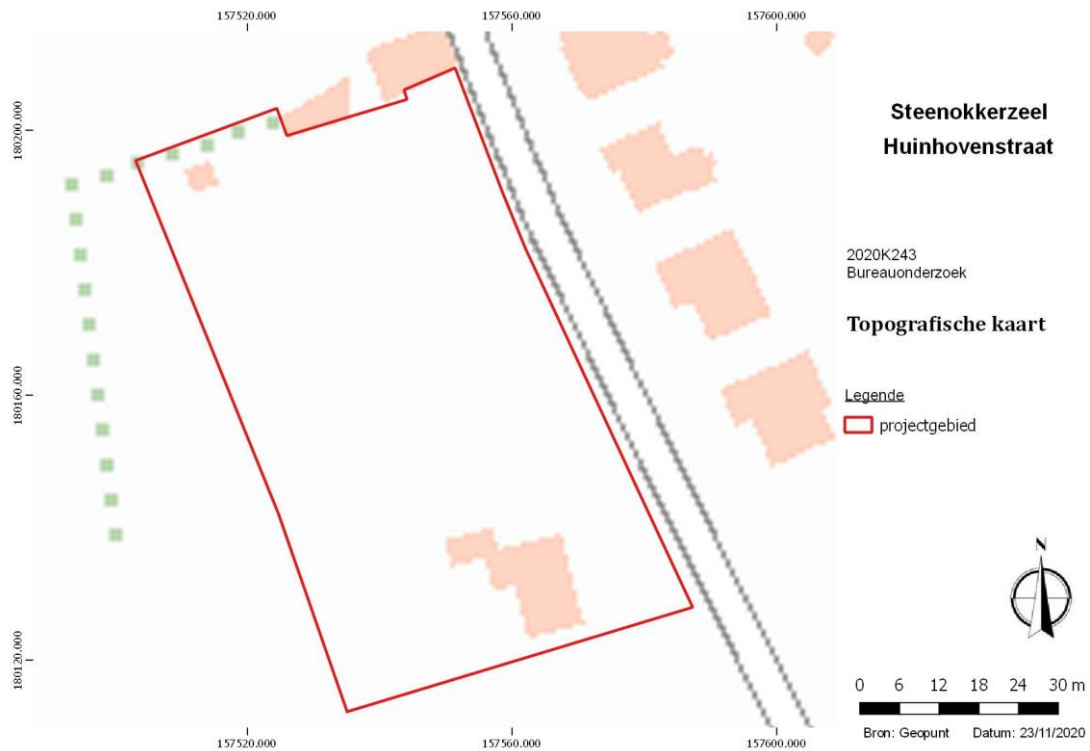 157520.000 157560.000 157600.000
180200.000
180160.000
180120.000
157520.000 157560.000 157600.000
Steenokkerzeel
Huinhovenstraat
2020K243
Bureauonderzoek
Topografische kaart
Legende
projectgebied
N
0 6 12 18 24 30 m
Bron: Geopunt Datum: 23/11/2020